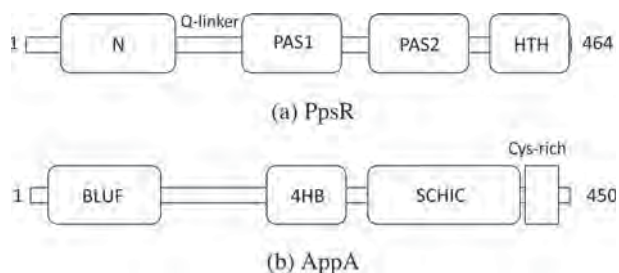 Q-linker
1 N PAS1 PAS2 HTH 464
(a) PpsR
Cys-rich
1 BLUF 4HB SCHIC 450
(b) AppA